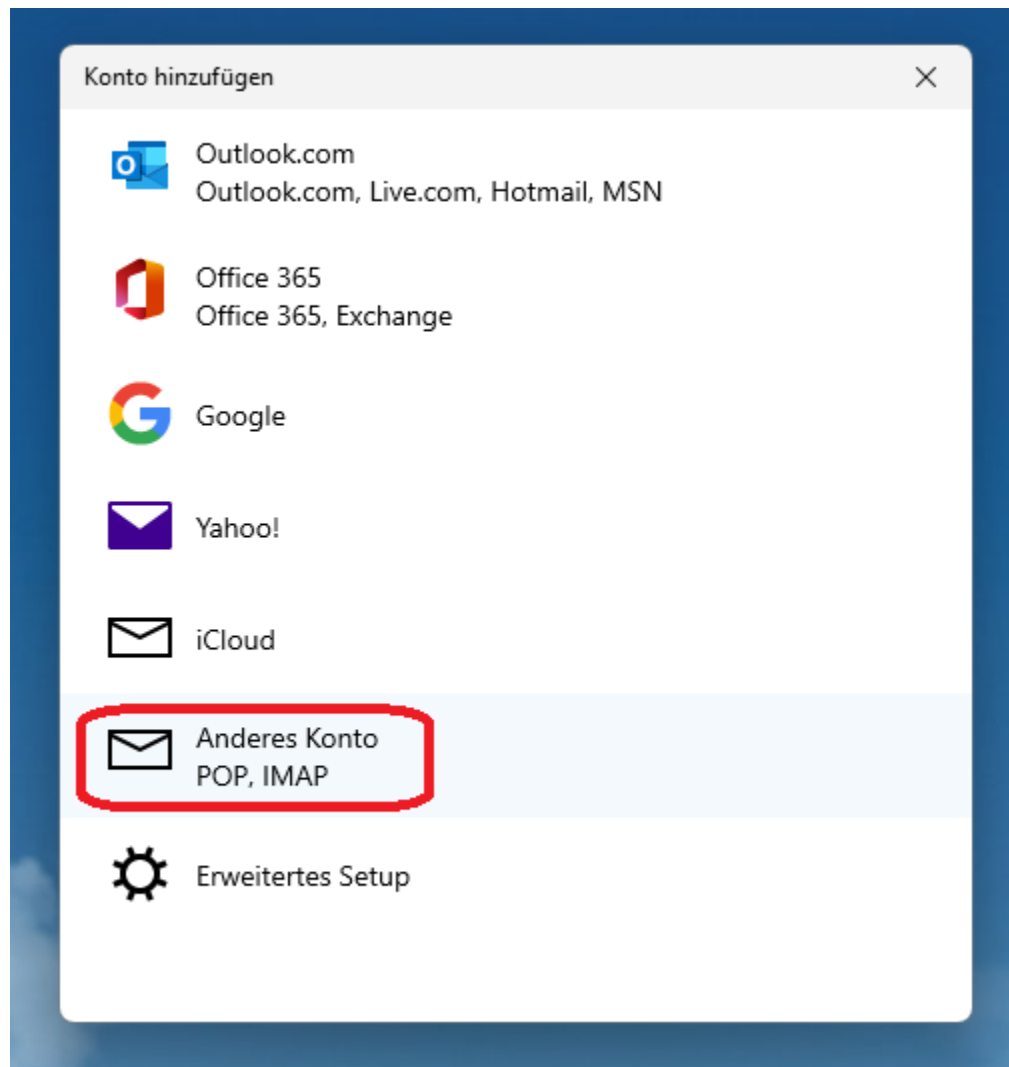 Konto hinzufügen
Outlook.com
Outlook.com, Live.com, Hotmail, MSN
Office 365
Office 365, Exchange
Google
Yahoo!
iCloud
Anderes Konto
POP, IMAP
Erweitertes Setup